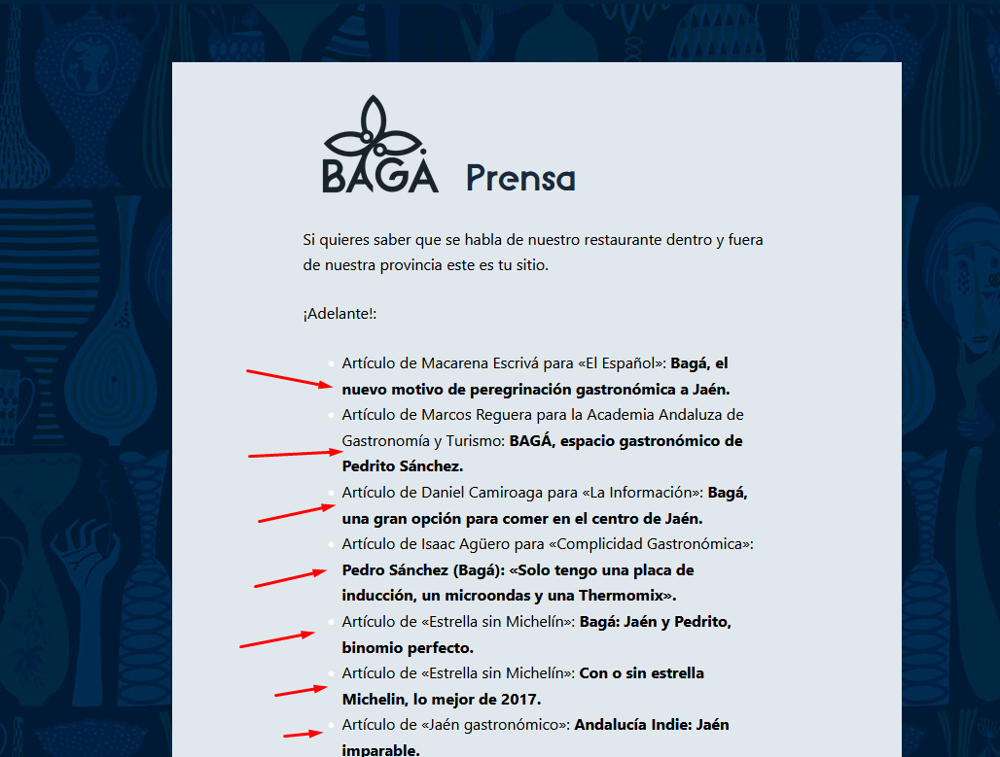 BAGÁ Prensa
Si quieres saber que se habla de nuestro restaurante dentro y fuera
de nuestra provincia este es tu sitio.
¡Adelante!:
Artículo de Macarena Escrivá para «El Español»: Bagá, el
nuevo motivo de peregrinación gastronómica a Jaén.
Artículo de Marcos Reguera para la Academia Andaluza de
Gastronomía y Turismo: BAGÁ, espacio gastronómico de
Pedrito Sánchez.
Artículo de Daniel Camiroaga para «La Información»: Bagá,
una gran opción para comer en el centro de Jaén.
Artículo de Isaac Agüero para «Complicidad Gastronómica»:
Pedro Sánchez (Bagá): «Solo tengo una placa de
inducción, un microondas y una Thermomix».
Artículo de «Estrella sin Michelín»: Bagá: Jaén y Pedrito,
binomio perfecto.
Artículo de «Estrella sin Michelín»: Con o sin estrella
Michelin, lo mejor de 2017.
Artículo de «Jaén gastronómico»: Andalucía Indie: Jaén
imparable.